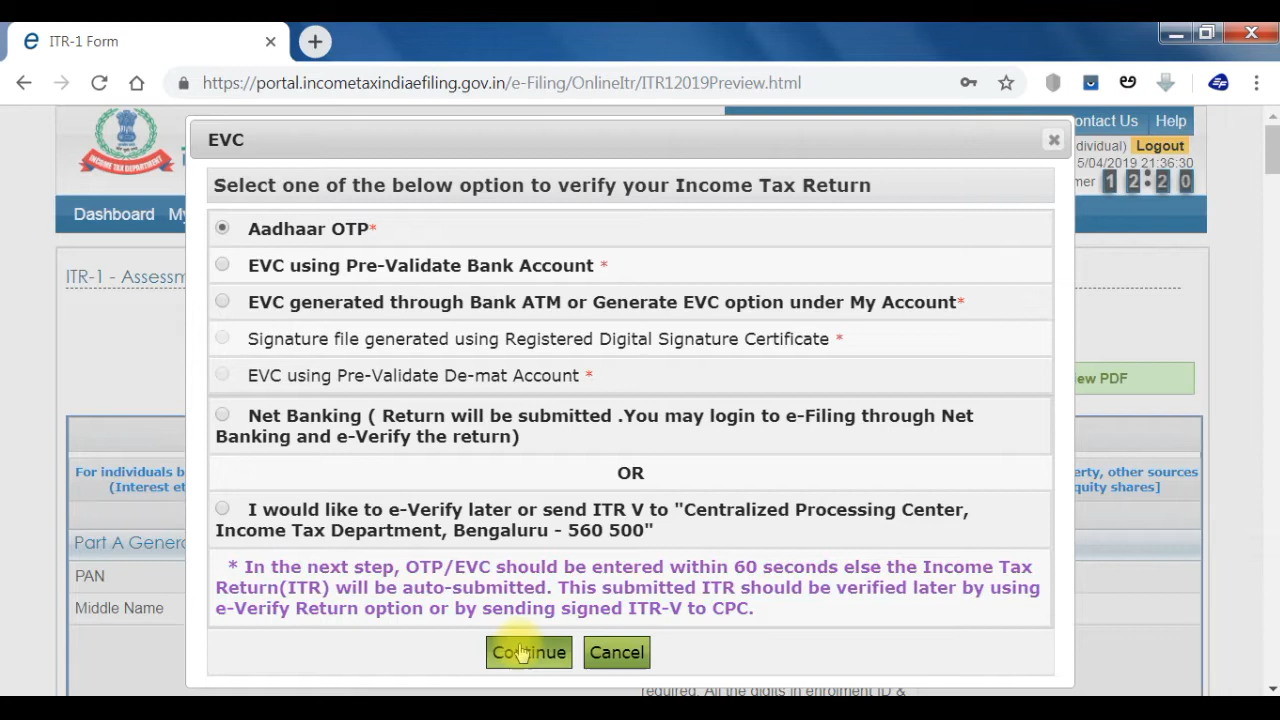 ITR-1 Form
https://portal.incometaxindiaefiling.gov.in/e-Filing/OnlineItr/ITR12019Preview.html
EVC
ontact Us Help
dividual) Logout
5/04/2019 21:36:30
mer 12:20
INCOME TAX DEPARTMENT
Dashboard My
Select one of the below option to verify your Income Tax Return
Aadhaar OTP*
EVC using Pre-Validate Bank Account *
EVC generated through Bank ATM or Generate EVC option under My Account*
Signature file generated using Registered Digital Signature Certificate *
EVC using Pre-Validate De-mat Account *
Net Banking ( Return will be submitted .You may login to e-Filing through Net
Banking and e-Verify the return)
OR
I would like to e-Verify later or send ITR V to "Centralized Processing Center,
Income Tax Department, Bengaluru - 560 500"
* In the next step, OTP/EVC should be entered within 60 seconds else the Income Tax
Return(ITR) will be auto-submitted. This submitted ITR should be verified later by using
e-Verify Return option or by sending signed ITR-V to CPC.
Continue Cancel
ITR-1 - Assessm
ew PDF
For individuals b
(Interest et
erty, other sources
quity shares]
Part A Genera
PAN
Middle Name
required. All the digits in enrolment ID &